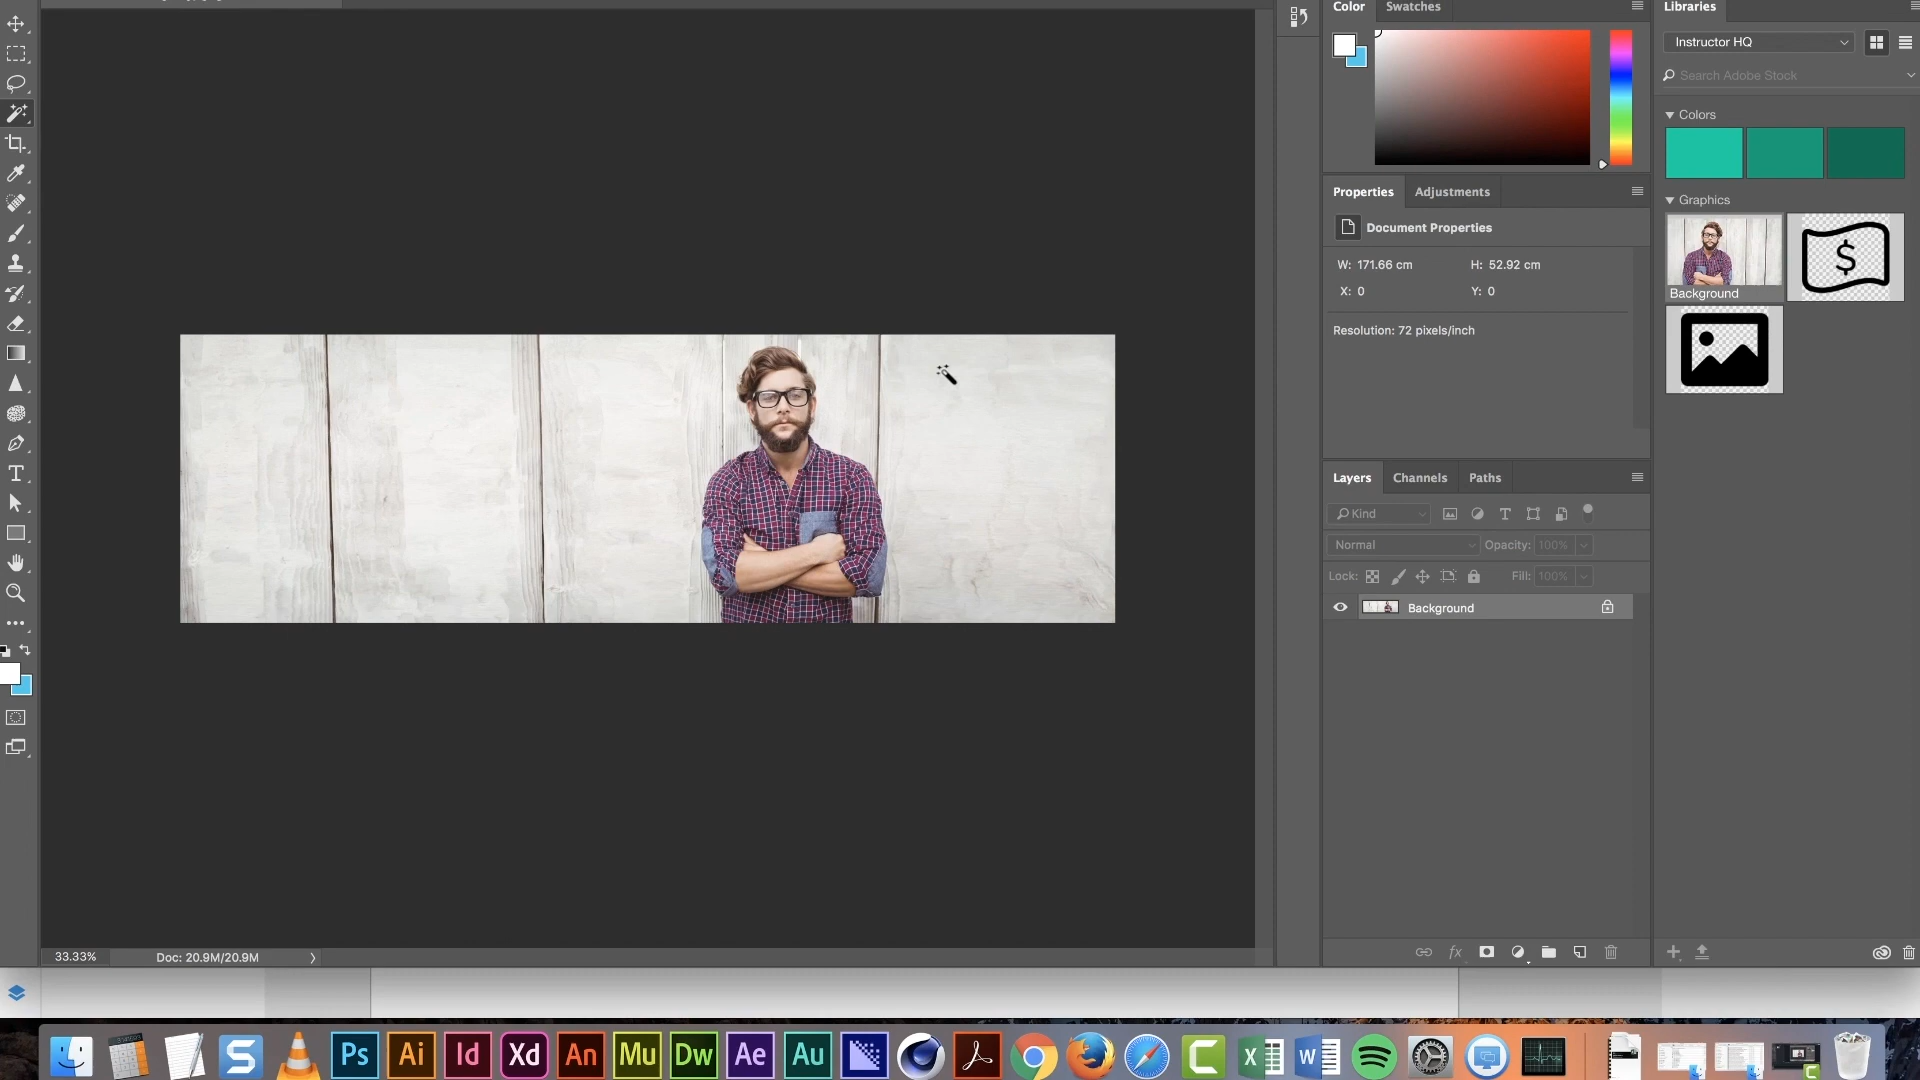 Color
Swatches
Libraries
Instructor HQ
Search Adobe Stock
Colors
Graphics
Background
$
Properties
Adjustments
Document Properties
W: 171.66 cm
H: 52.92 cm
X: 0
Y: 0
Resolution: 72 pixels/inch
Layers
Channels
Paths
Kind
Normal
Opacity: 100%
Lock:
Fill: 100%
Background
fx
T
33.33%
Doc: 20.9M/20.9M
S
Ps
Ai
Id
Xd
An
Mu
Dw
Ae
Au
X
W